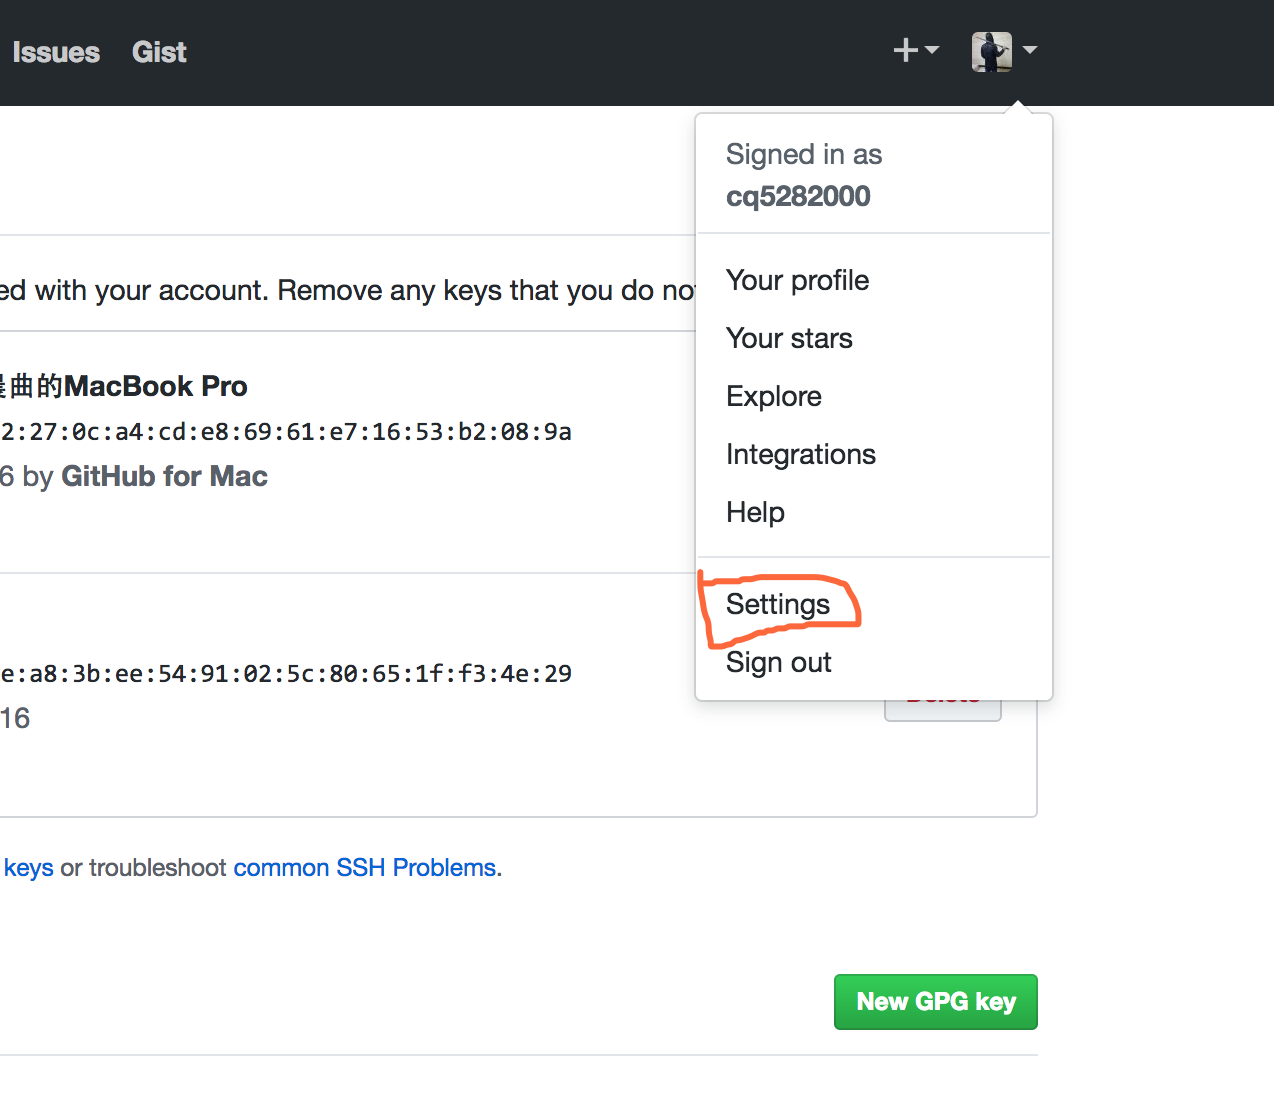 Issues Gist
Signed in as
cq5282000
ed with your account. Remove any keys that you do no
Your profile
Your stars
曲的MacBook Pro
Explore
2:27:0c:a4:cd:e8:69:61:e7:16:53:b2:08:9a
Integrations
6 by GitHub for Mac
Help
Settings
Sign out
e:a8:3b:ee:54:91:02:5c:80:65:1f:f3:4e:29
Delete
16
keys or troubleshoot common SSH Problems.
New GPG key